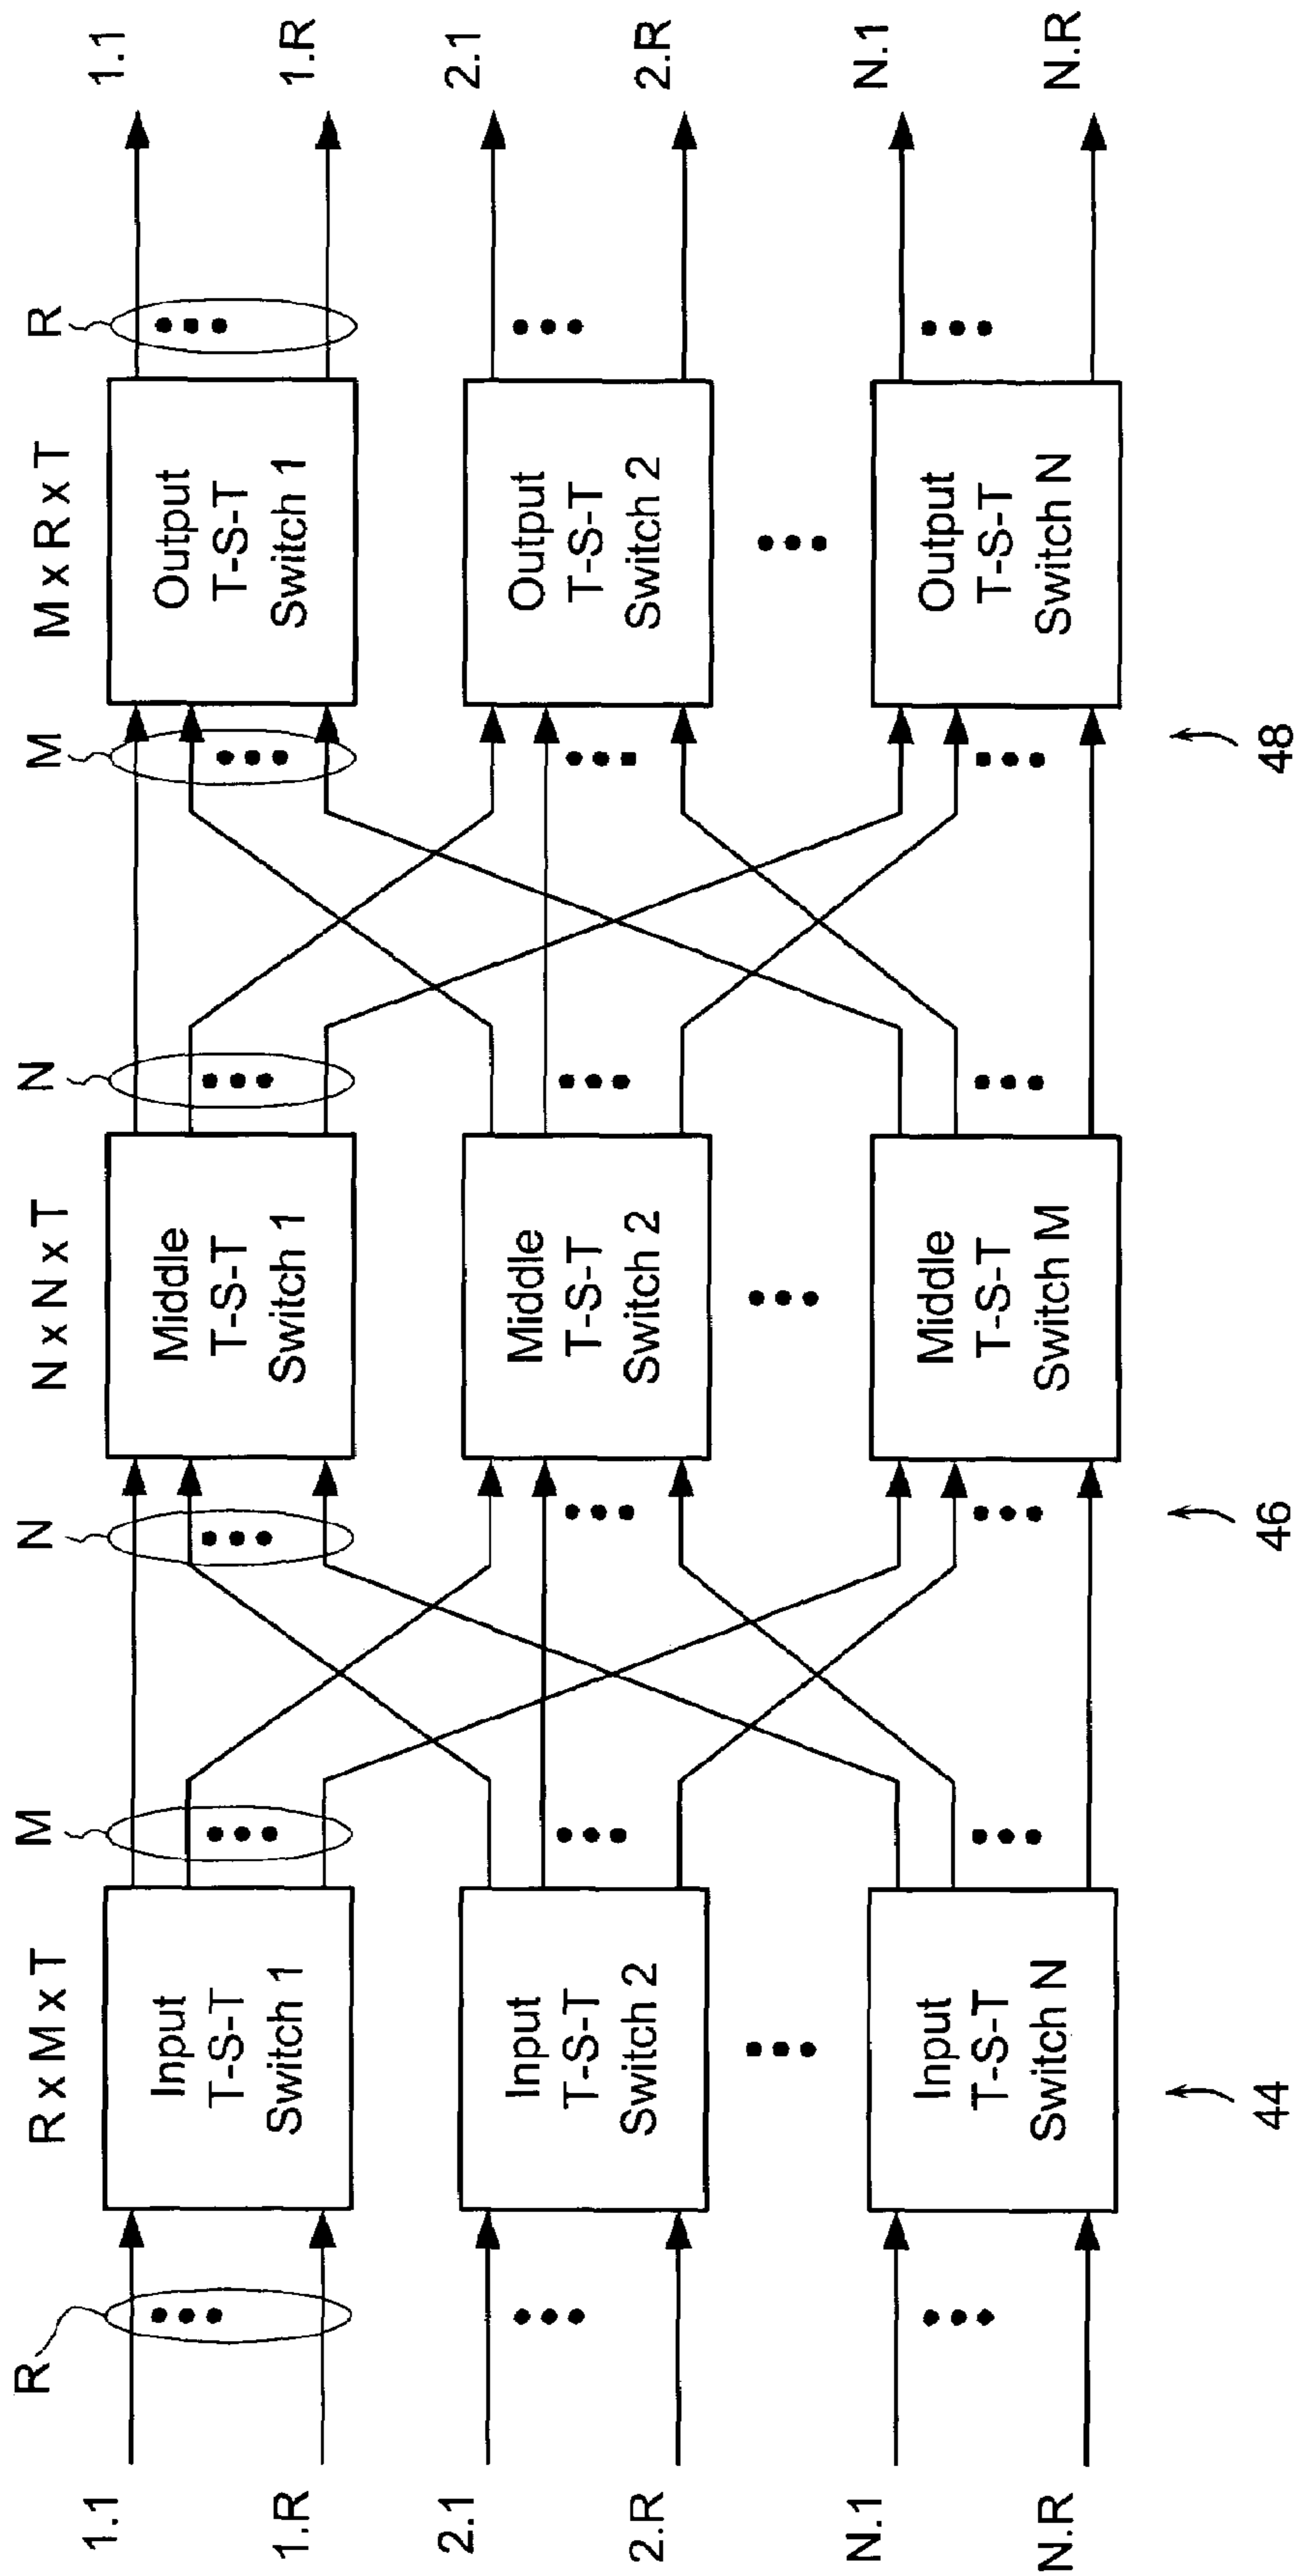 R x M x T
N x N x T
M x R x T
R
M
N
N
M
R
1.1
1.R
Input
T-S-T
Switch 1
Middle
T-S-T
Switch 1
Output
T-S-T
Switch 1
1.1
1.R
2.1
2.R
Input
T-S-T
Switch 2
Middle
T-S-T
Switch 2
Output
T-S-T
Switch 2
2.1
2.R
N.1
N.R
Input
T-S-T
Switch N
Middle
T-S-T
Switch M
Output
T-S-T
Switch N
N.1
N.R
44
46
48